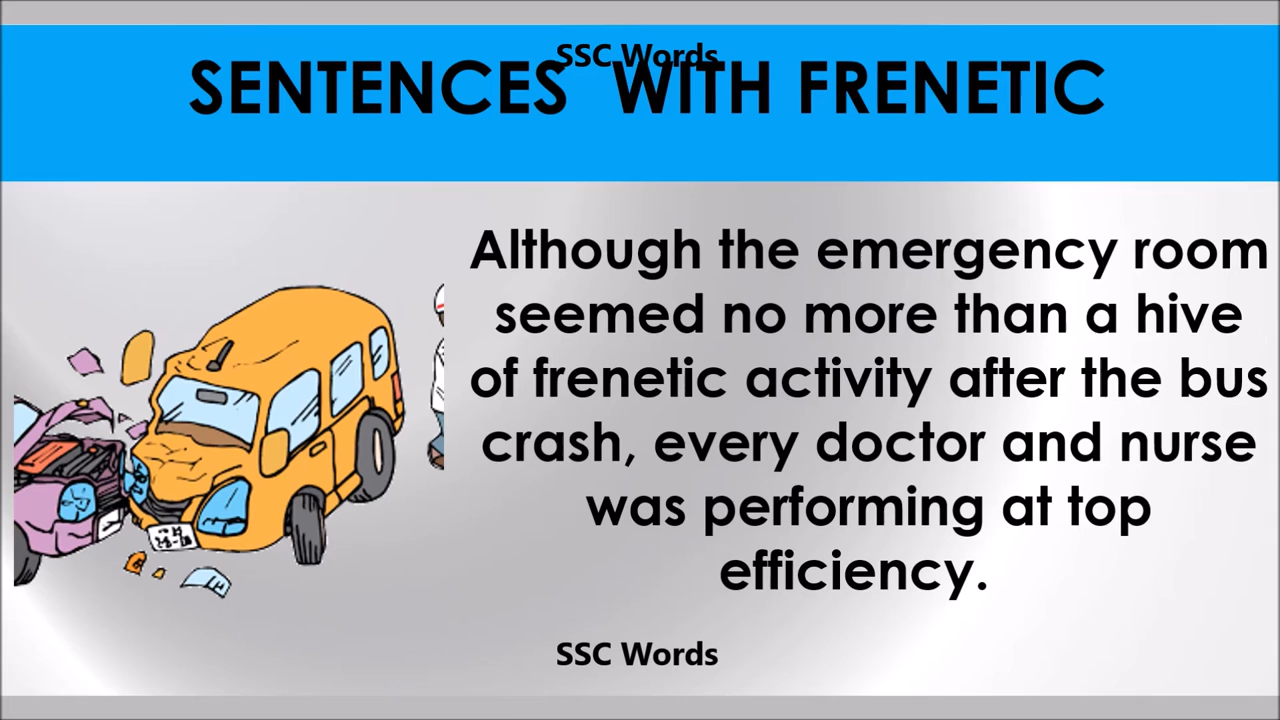 SSC Words
SENTENCES WITH FRENETIC
Although the emergency room
seemed no more than a hive
of frenetic activity after the bus
crash, every doctor and nurse
was performing at top
efficiency.
SSC Words